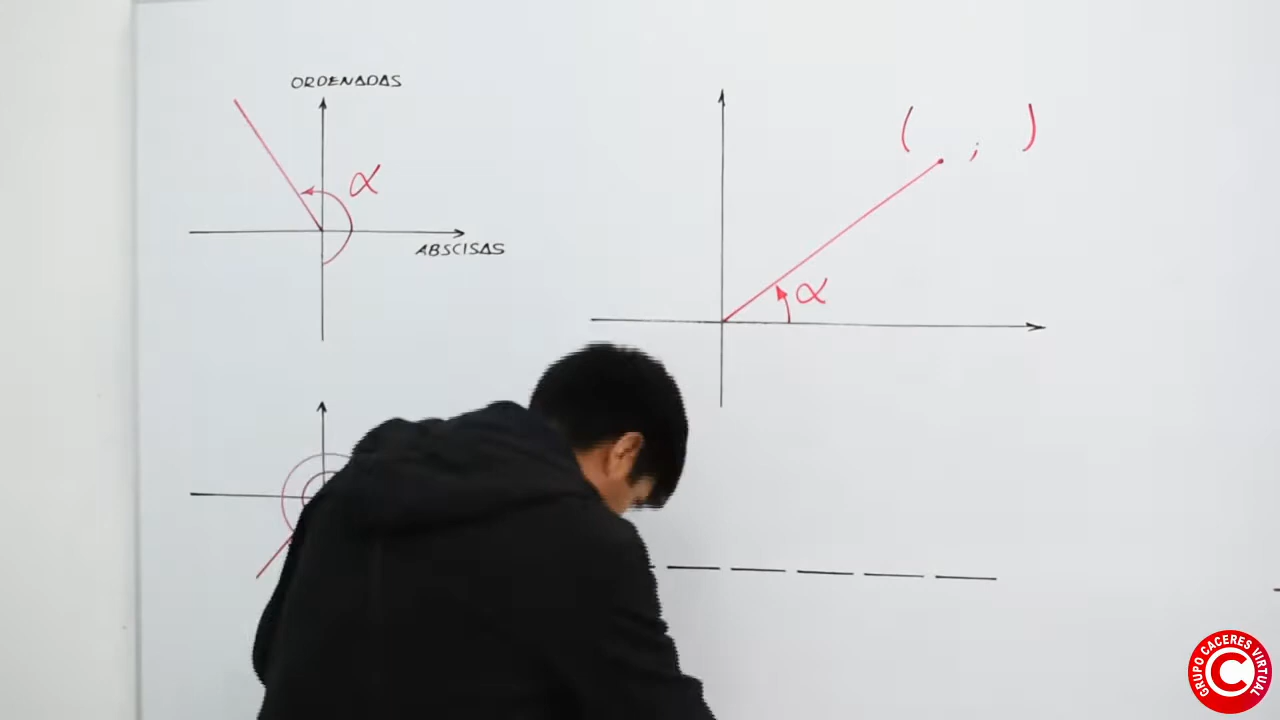 ORDENADAS
α
ABSCISAS
( ; )
α
GRUPO CACERES VIRTUAL
C